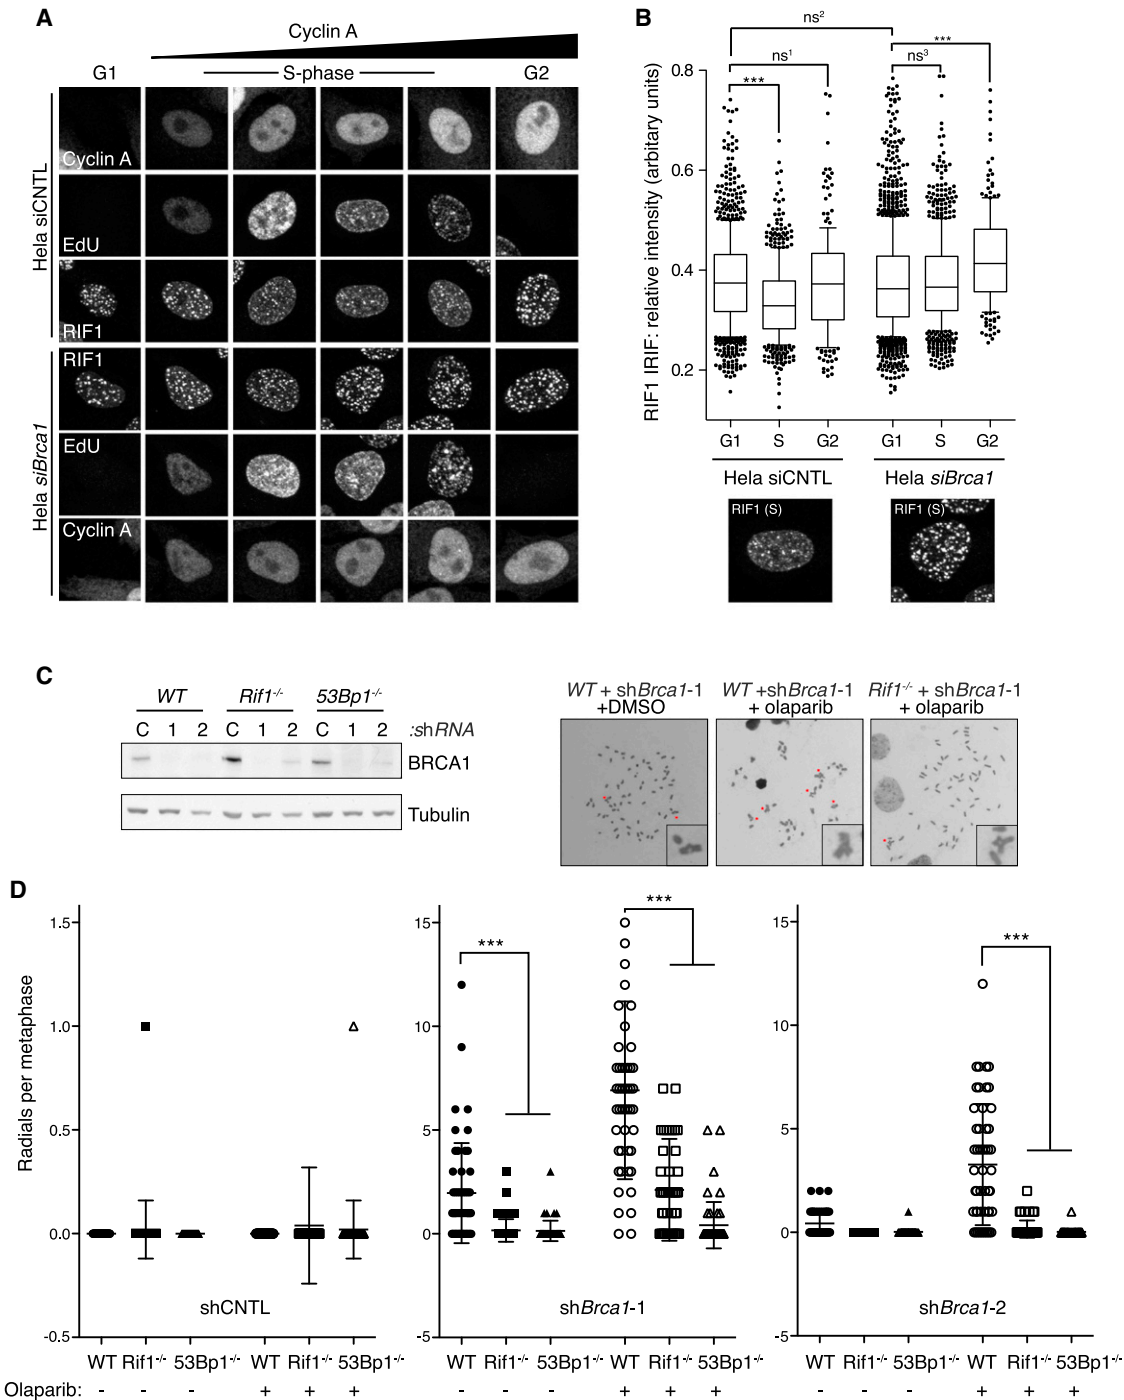 A
Cyclin A
G1 S-phase G2
Hela siCNTL
Cyclin A
EdU
RIF1
Hela siBrca1
RIF1
EdU
Cyclin A
B
RIF1 IRIF: relative intensity (arbitary units)
ns²
ns¹ ns³ ***
***
0.8
0.6
0.4
0.2
G1 S G2 G1 S G2
Hela siCNTL Hela siBrca1
RIF1 (S) RIF1 (S)
C
WT Rif1-/- 53Bp1-/-
C 1 2 C 1 2 C 1 2 :shRNA
BRCA1
Tubulin
WT + shBrca1-1 +DMSO
WT +shBrca1-1 + olaparib
Rif1-/- + shBrca1-1 + olaparib
D
Radials per metaphase
1.5
1.0
0.5
0.0
-0.5
shCNTL
WT Rif1-/- 53Bp1-/- WT Rif1-/- 53Bp1-/-
15
10
5
0
-5
***
***
shBrca1-1
WT Rif1-/- 53Bp1-/- WT Rif1-/- 53Bp1-/-
15
10
5
0
-5
***
shBrca1-2
WT Rif1-/- 53Bp1-/- WT Rif1-/- 53Bp1-/-
Olaparib: - - - + + + - - - + + + - - - + + +